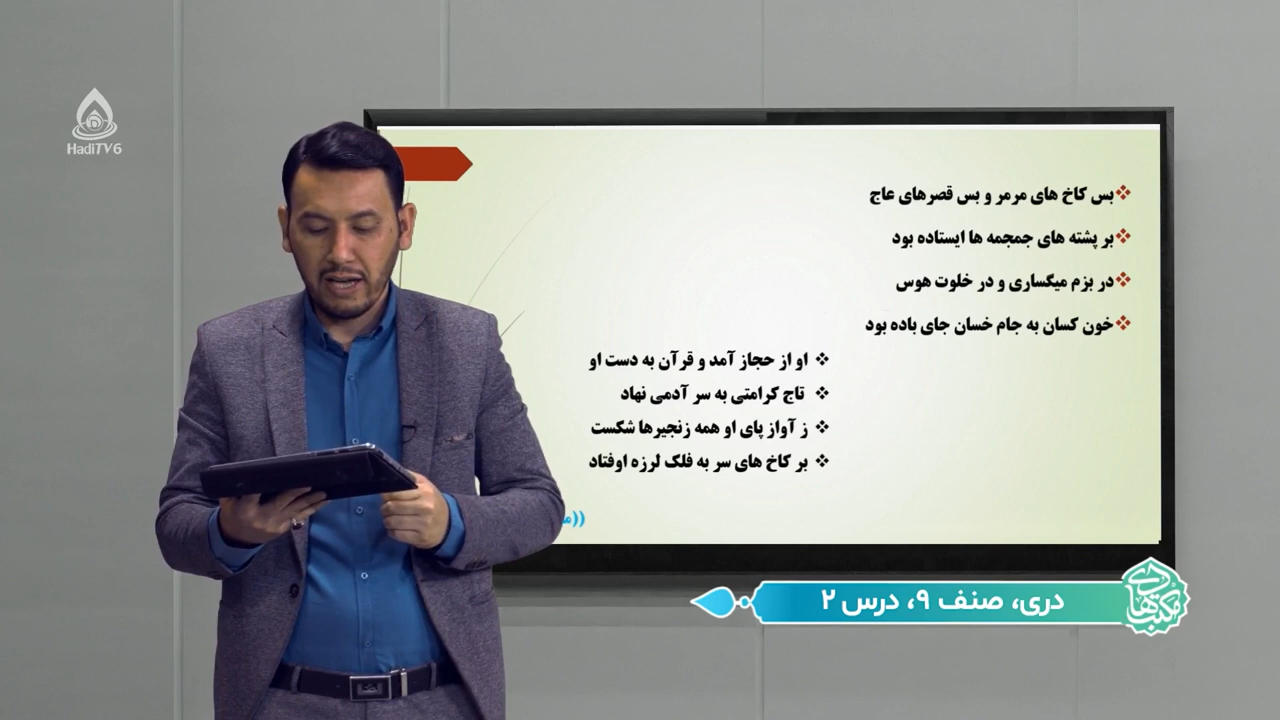 HadiTV6
بس کاخ های مرمر و بس قصرهای عاج
بر پشته های جمجمه ها ایستاده بود
در بزم میگساری و در خلوت هوس
خون کسان به جام خسان جای باده بود
او از حجاز آمد و قرآن به دست او
تاج کرامتی به سر آدمی نهاد
ز آواز پای او همه زنجیرها شکست
بر کاخ های سر به فلک لرزه اوفتاد
دری، صنف ۹، درس ۲